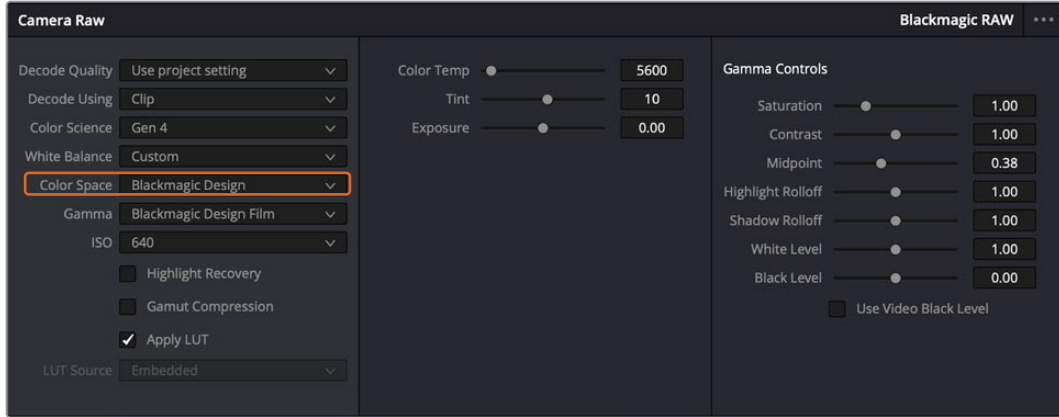 Camera Raw
Blackmagic RAW
Decode Quality Use project setting
Decode Using Clip
Color Science Gen 4
White Balance Custom
Color Space Blackmagic Design
Gamma Blackmagic Design Film
ISO 640
Highlight Recovery
Gamut Compression
Apply LUT
LUT Source Embedded
Color Temp 5600
Tint 10
Exposure 0.00
Gamma Controls
Saturation 1.00
Contrast 1.00
Midpoint 0.38
Highlight Rolloff 1.00
Shadow Rolloff 1.00
White Level 1.00
Black Level 0.00
Use Video Black Level